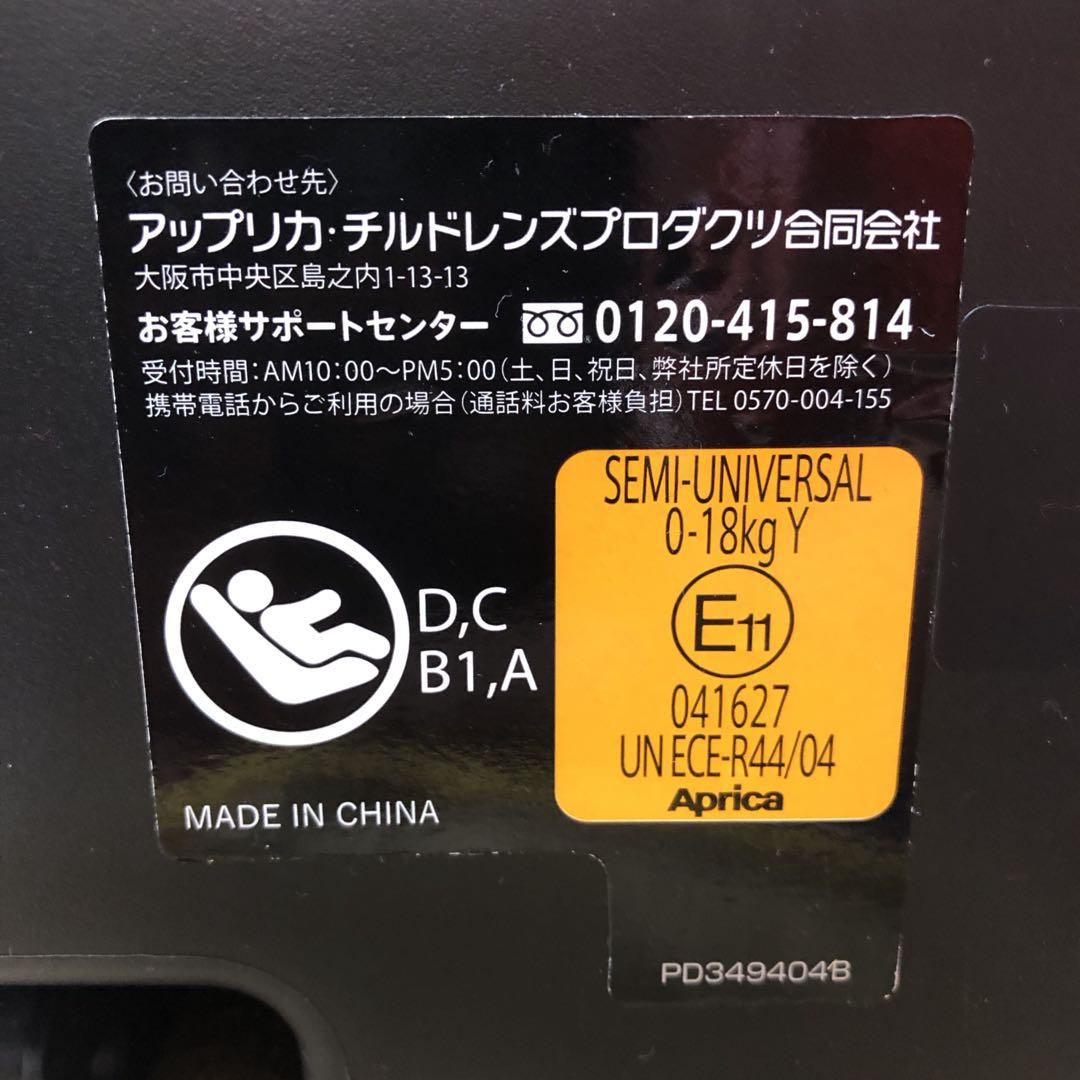 〈お問い合わせ先〉
アップリカ・チルドレンズプロダクツ合同会社
大阪市中央区島之内1-13-13
お客様サポートセンター 0120-415-814
受付時間:AM10:00〜PM5:00(土、日、祝日、弊社所定休日を除く)
携帯電話からご利用の場合(通話料お客様負担)TEL 0570-004-155
SEMI-UNIVERSAL
0-18kg Y
E11
041627
UN ECE-R44/04
Aprica
D,C
B1,A
MADE IN CHINA
PD349404B